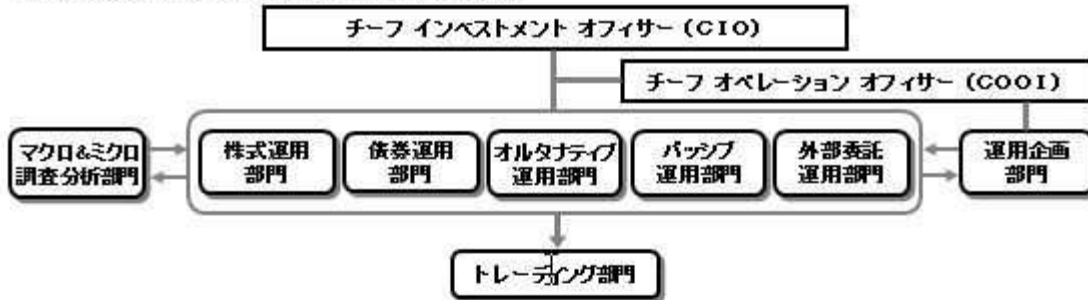 チーフ インベストメント オフィサー (CIO)
チーフ オペレーション オフィサー (COOI)
マクロ&ミクロ
調査分析部門
株式運用
部門
債券運用
部門
オルタナティブ
運用部門
パッシブ
運用部門
外部委託
運用部門
運用企画
部門
トレーディング部門